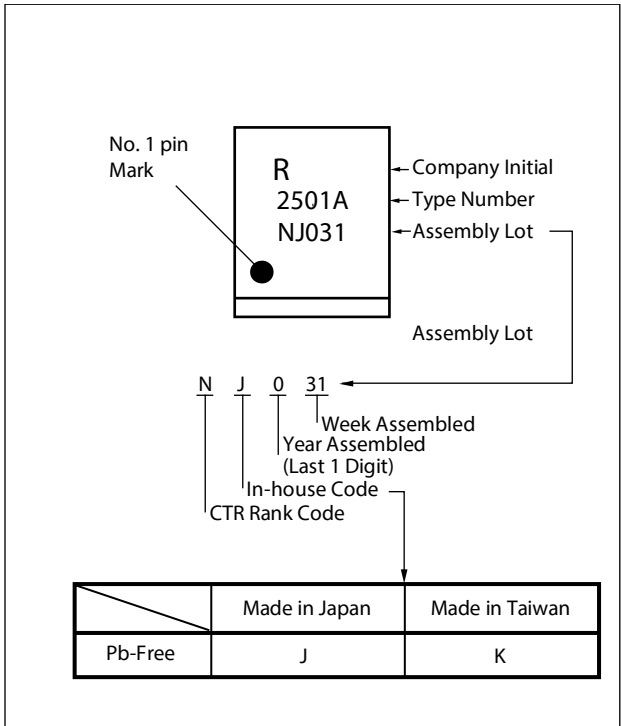 No. 1 pin
Mark
R
2501A
NJ031
Company Initial
Type Number
Assembly Lot
Assembly Lot
N J 0 31
Week Assembled
Year Assembled
(Last 1 Digit)
In-house Code
CTR Rank Code
Made in Japan Made in Taiwan
Pb-Free J K